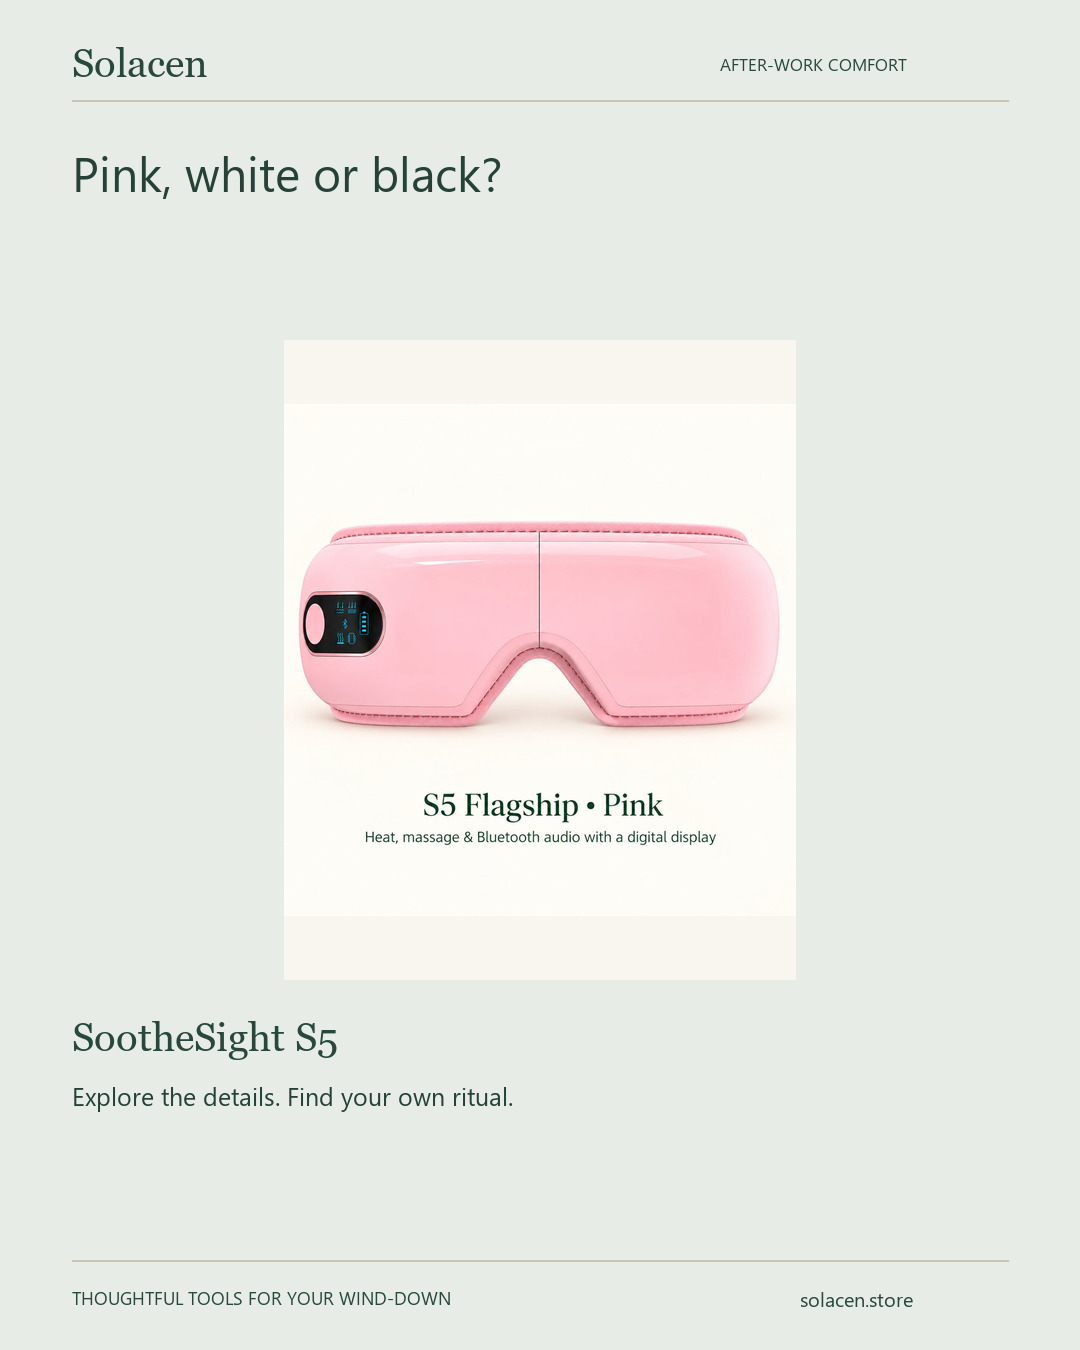 Solacen
AFTER-WORK COMFORT
Pink, white or black?
S5 Flagship • Pink
Heat, massage & Bluetooth audio with a digital display
SootheSight S5
Explore the details. Find your own ritual.
THOUGHTFUL TOOLS FOR YOUR WIND-DOWN
solacen.store